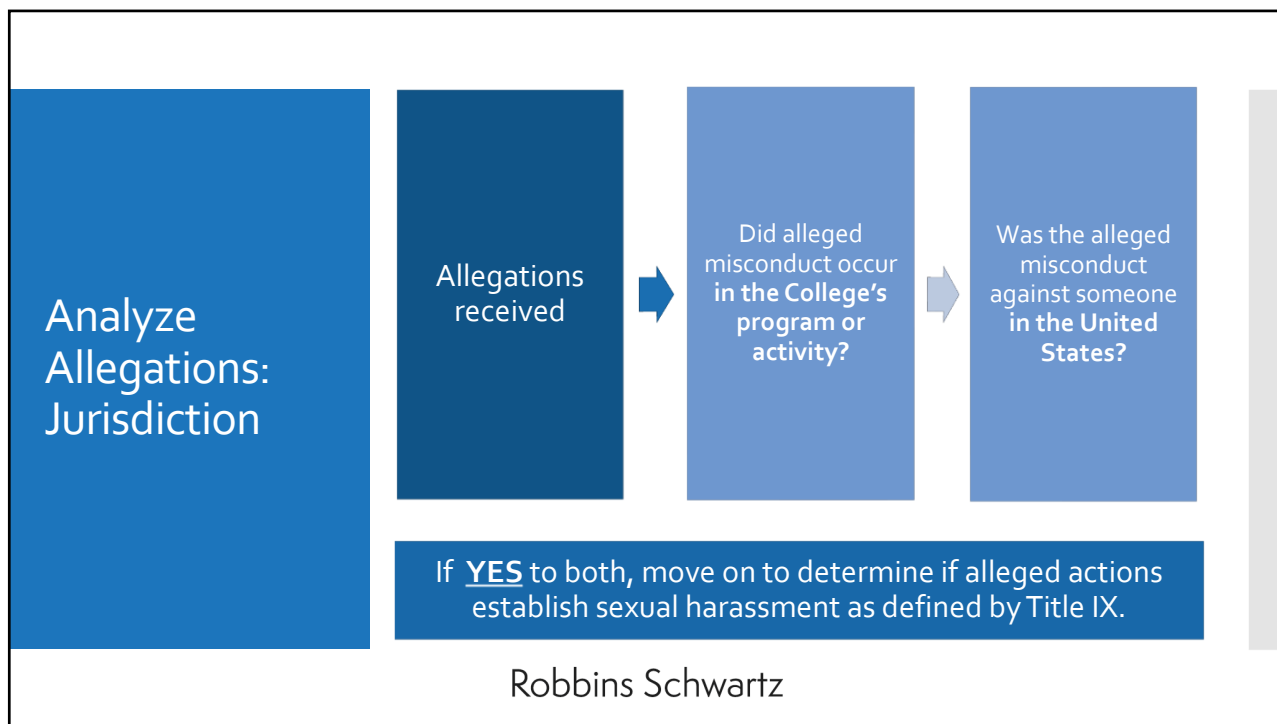 Analyze
Allegations:
Jurisdiction
Allegations
received
Did alleged
misconduct occur
in the College's
program or
activity?
Was the alleged
misconduct
against someone
in the United
States?
If YES to both, move on to determine if alleged actions
establish sexual harassment as defined by Title IX.
Robbins Schwartz